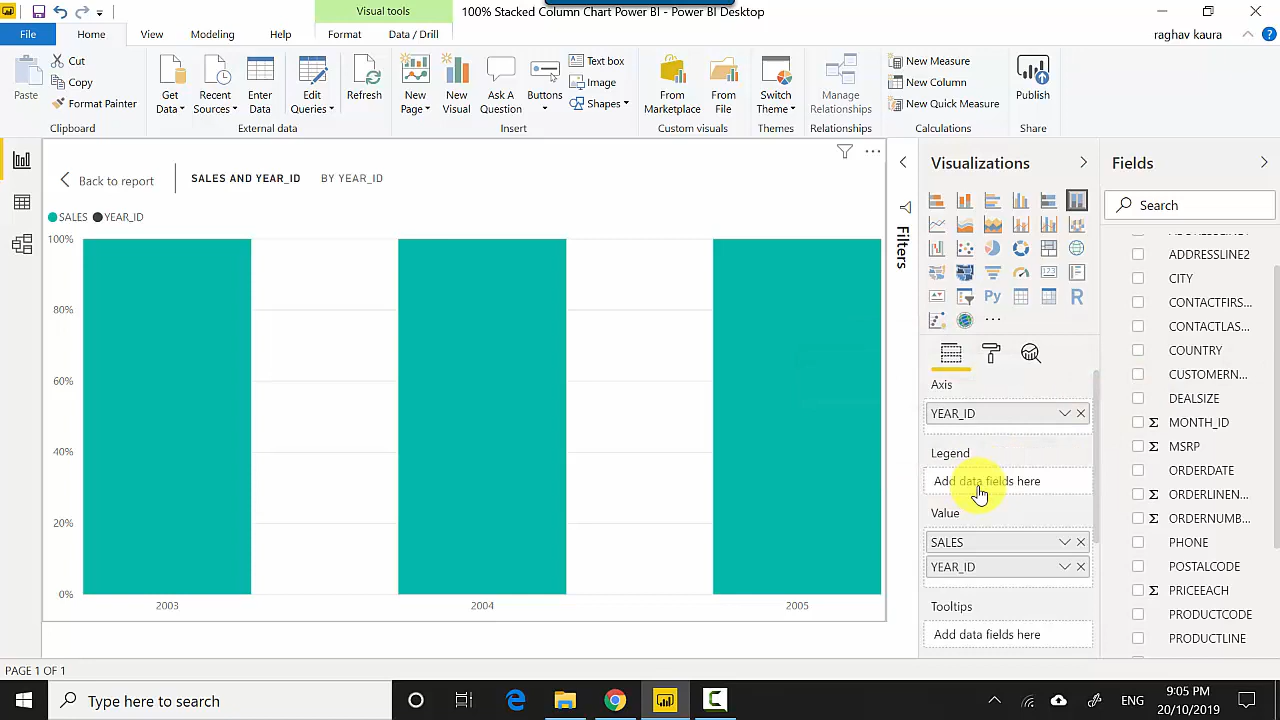 Visual tools
100% Stacked Column Chart Power BI - Power BI Desktop
File
Home
View
Modeling
Help
Format
Data / Drill
raghav kaura
Paste
Cut
Copy
Format Painter
Clipboard
Get Data
Recent Sources
Enter Data
Edit Queries
Refresh
External data
New Page
New Visual
Ask A Question
Buttons
Text box
Image
Shapes
Insert
From Marketplace
From File
Custom visuals
Switch Theme
Themes
Manage Relationships
Relationships
New Measure
New Column
New Quick Measure
Calculations
Publish
Share
Back to report
SALES AND YEAR_ID
BY YEAR_ID
SALES YEAR_ID
100%
80%
60%
40%
20%
0%
2003
2004
2005
Filters
Visualizations
Py
R
123
Axis
YEAR_ID
Legend
Add data fields here
Value
SALES
YEAR_ID
Tooltips
Add data fields here
Fields
Search
ADDRESSLINE2
CITY
CONTACTFIRS...
CONTACTLAS...
COUNTRY
CUSTOMERN...
DEALSIZE
MONTH_ID
MSRP
ORDERDATE
ORDERLINEN...
ORDERNUMB...
PHONE
POSTALCODE
PRICEEACH
PRODUCTCODE
PRODUCTLINE
PAGE 1 OF 1
Type here to search
ENG
9:05 PM
20/10/2019